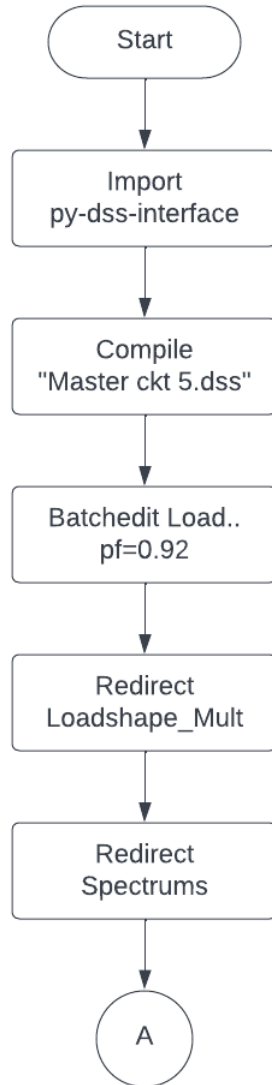 Start
Import
py-dss-interface
Compile
"Master ckt 5.dss"
Batchedit Load..
pf=0.92
Redirect
Loadshape_Mult
Redirect
Spectrums
A